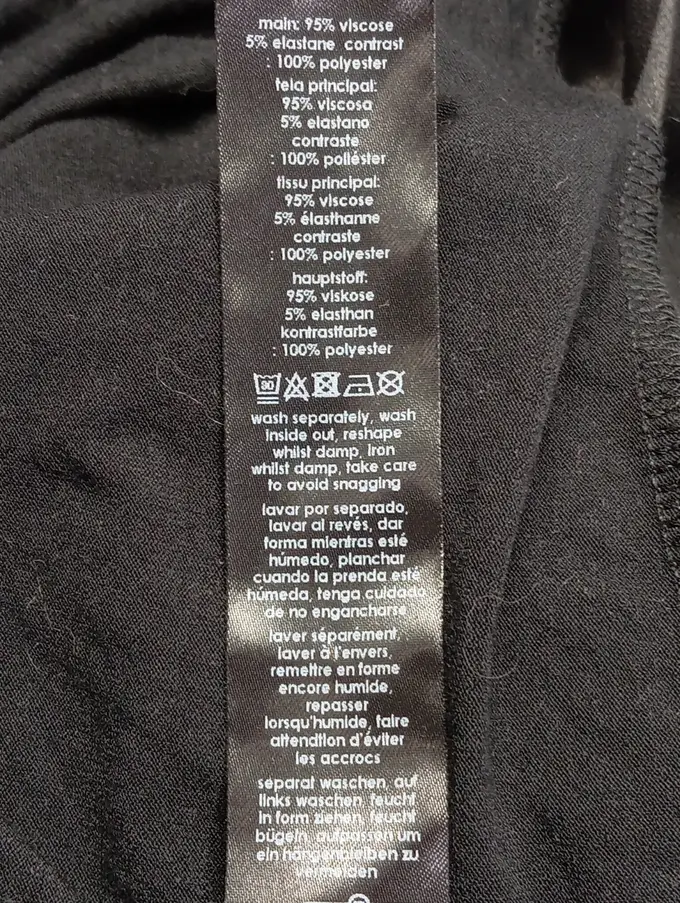 main: 95% viscose
5% elastane contrast
: 100% polyester
tela principal:
95% viscosa
5% elastano
contraste
: 100% poliéster
tissu principal:
95% viscose
5% élasthanne
contraste
: 100% polyester
hauptstoff:
95% viskose
5% elasthan
kontrastfarbe
: 100% polyester
wash separately, wash
inside out, reshape
whilst damp, iron
whilst damp, take care
to avoid snagging
lavar por separado,
lavar al revés, dar
forma mientras esté
húmedo, planchar
cuando la prenda esté
húmeda, tenga cuidado
de no engancharse
laver séparément,
laver à l'envers,
remettre en forme
encore humide,
repasser
lorsqu'humide, faire
attendtion d'éviter
les accrocs
separat waschen, auf
links waschen, feucht
in form ziehen, feucht
bügeln, aufpassen um
ein hängenbleiben zu
vermeiden